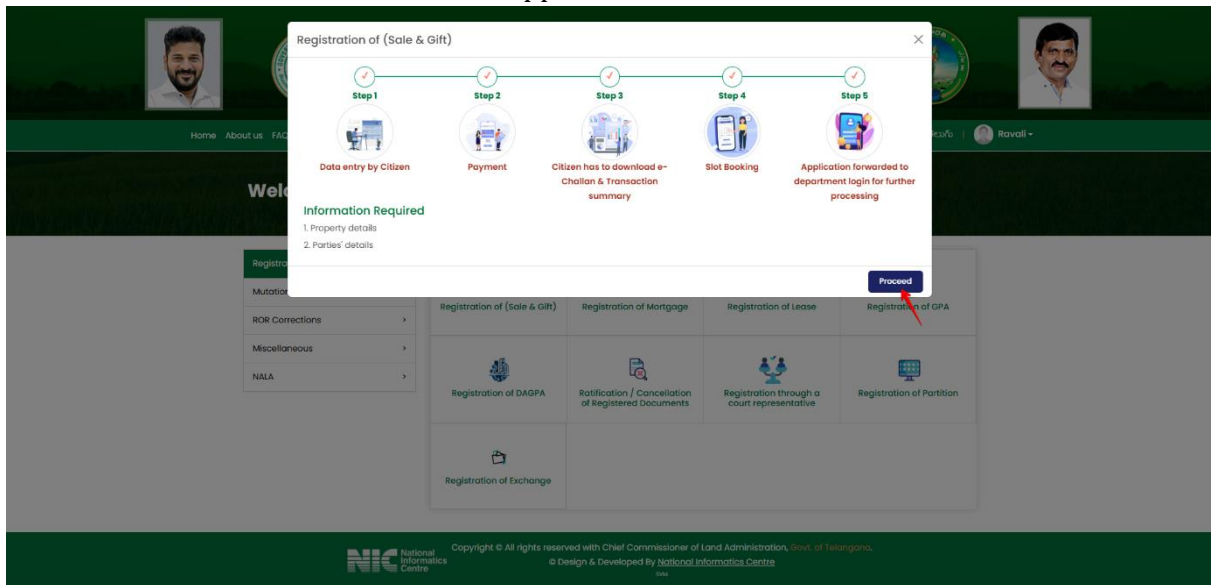 Registration of (Sale & Gift)
Step 1
Step 2
Step 3
Step 4
Step 5
Data entry by Citizen
Payment
Citizen has to download e-
Challan & Transaction
summary
Slot Booking
Application forwarded to
department login for further
processing
Information Required
1. Property details
2. Parties' details
Proceed
Home About us FAQ
తెలుగు | Ravali
Registration of (Sale & Gift)
Registration of Mortgage
Registration of Lease
Registration of GPA
ROR Corrections
Miscellaneous
NALA
Registration of DAGPA
Ratification / Cancellation
of Registered Documents
Registration through a
court representative
Registration of Partition
Registration of Exchange
NIC National
Informatics
Centre
Copyright © All rights reserved with Chief Commissioner of Land Administration, Govt. of Telangana.
© Design & Developed By National Informatics Centre